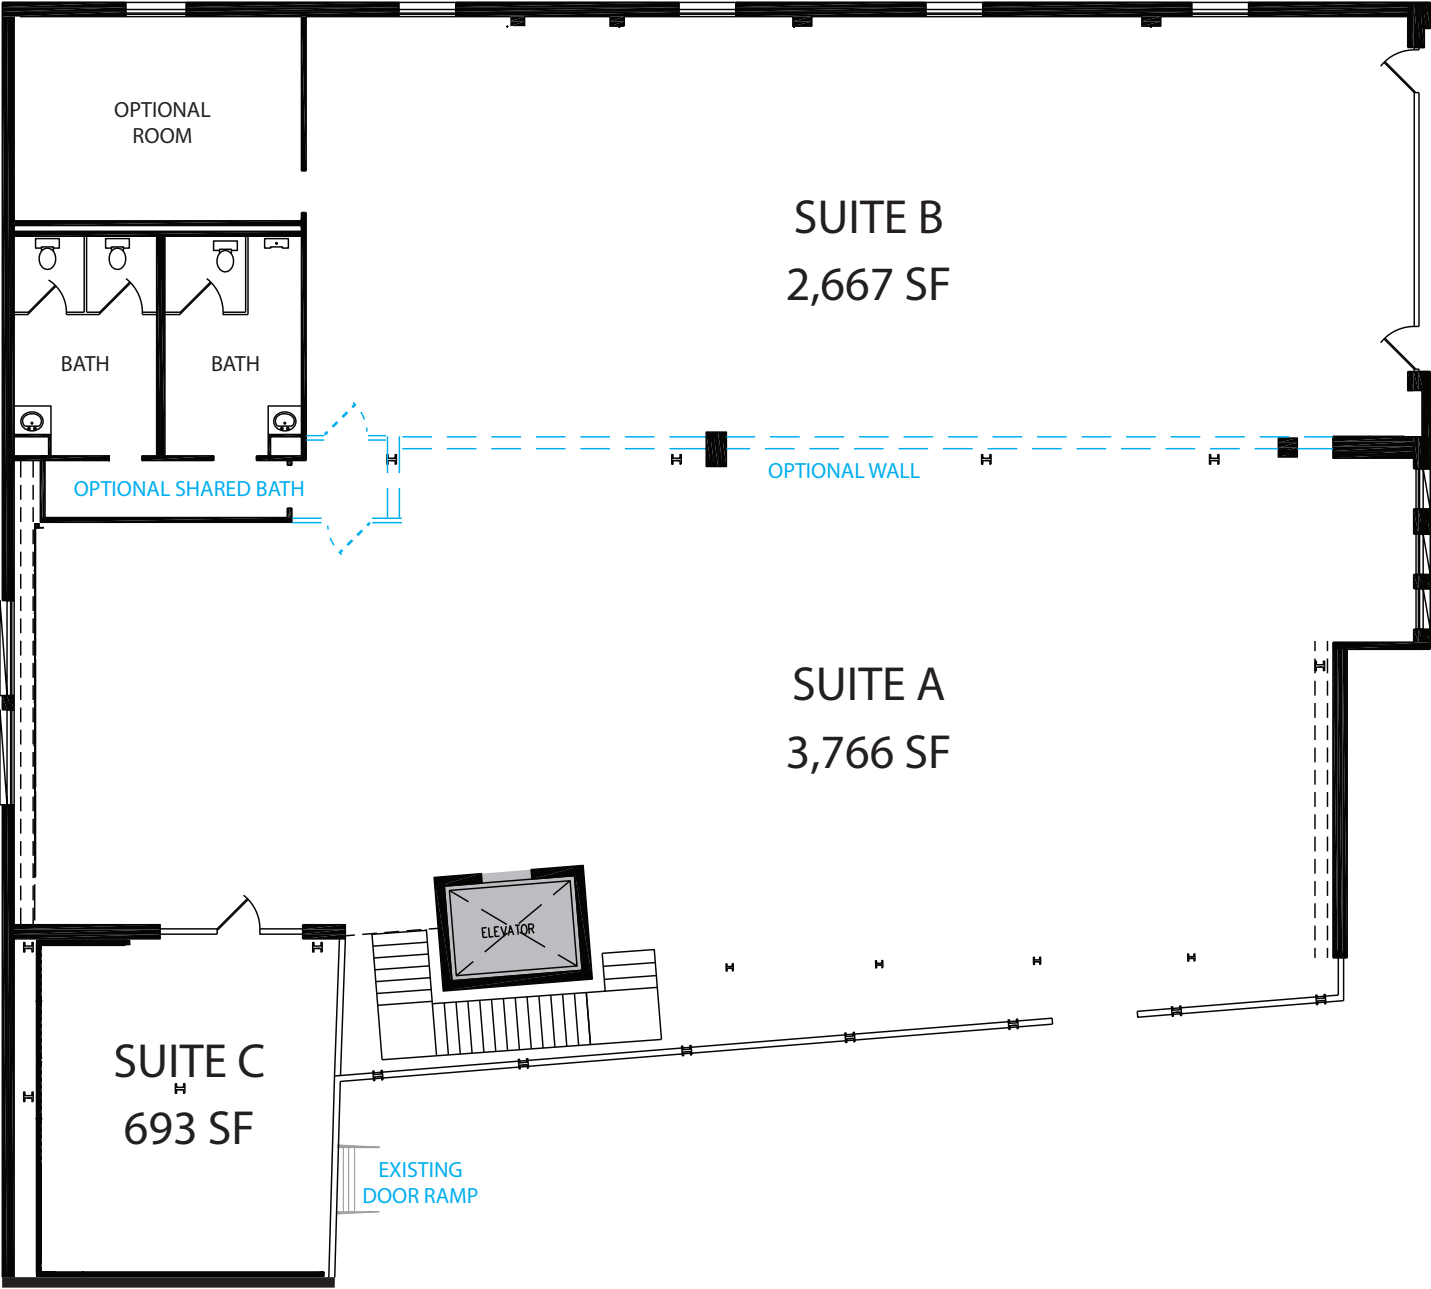 OPTIONAL
ROOM
SUITE B
2,667 SF
BATH
BATH
OPTIONAL WALL
OPTIONAL SHARED BATH
SUITE A
3,766 SF
ELEVATOR
SUITE C
693 SF
EXISTING
DOOR RAMP